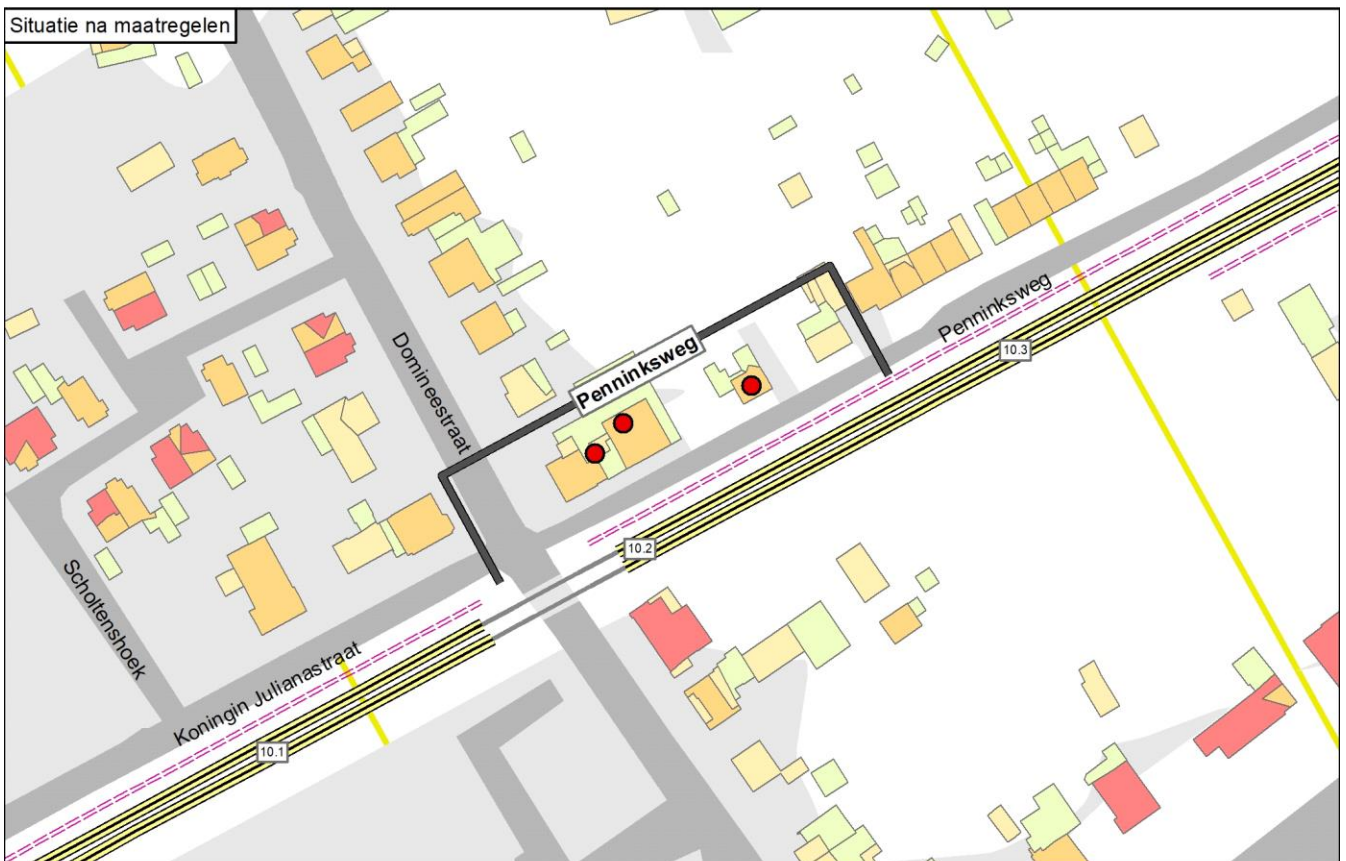 Situatie na maatregelen
Domineestraat
Penninksweg
Penninksweg
10.3
10.2
Scholtenshoek
Koningin Julianastraat
10.1